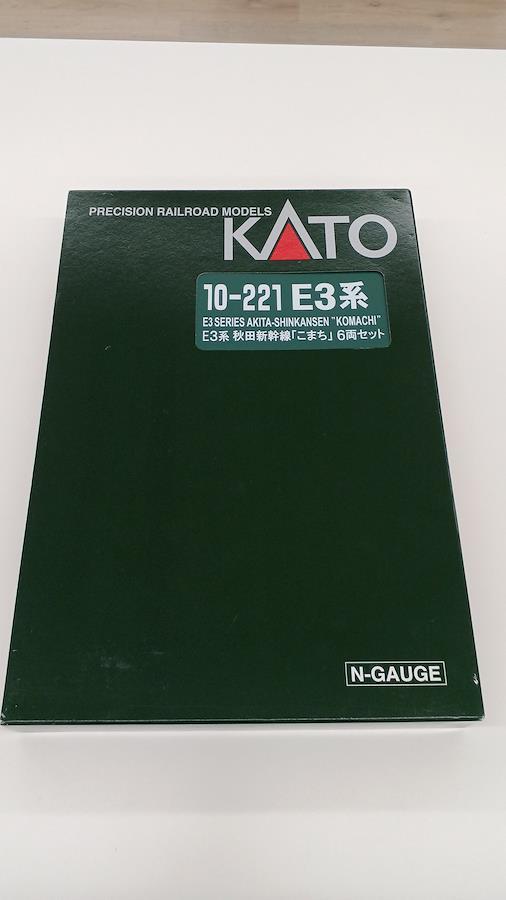 PRECISION RAILROAD MODELS
KATO
10-221 E3系
E3 SERIES AKITA-SHINKANSEN "KOMACHI"
E3系 秋田新幹線「こまち」 6両セット
N-GAUGE